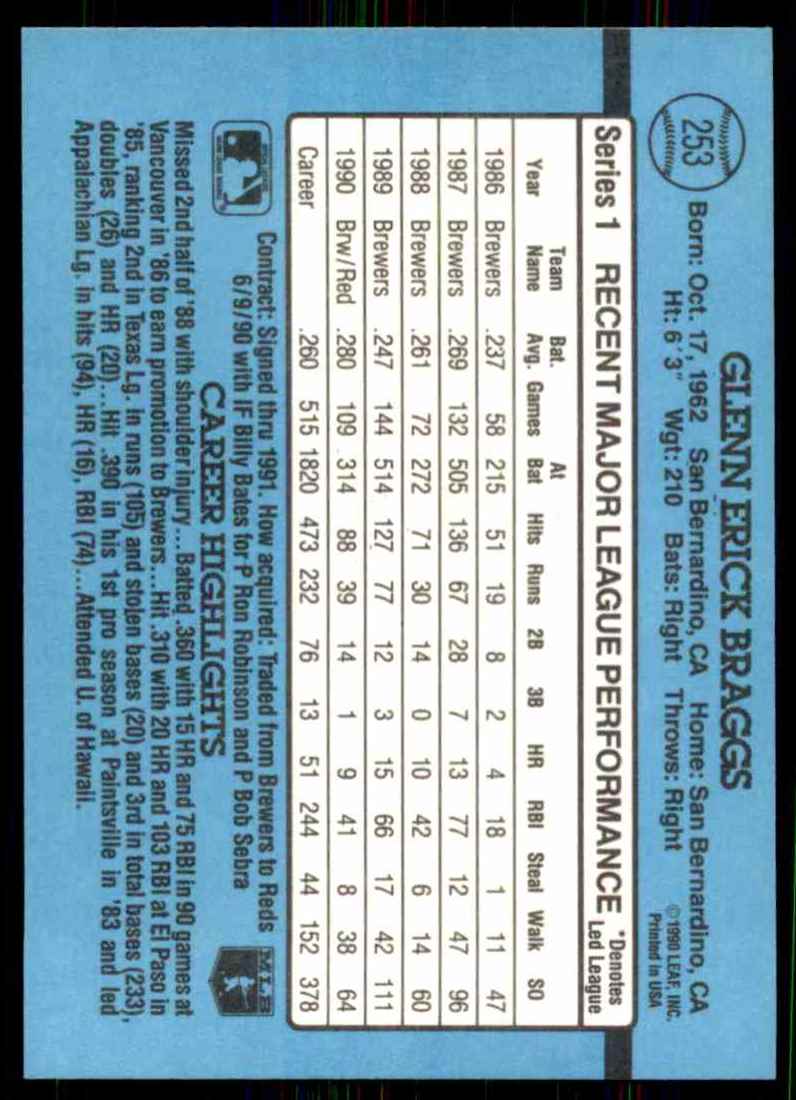 253
GLENN ERICK BRAGGS
Born: Oct. 17, 1962 San Bernardino, CA Home: San Bernardino, CA
Ht: 6'3" Wgt: 210 Bats: Right Throws: Right
©1990 LEAF, INC.
Printed in USA
Series 1 RECENT MAJOR LEAGUE PERFORMANCE *Denotes Led League
Year Team Name Bat. Avg. Games At Bat Hits Runs 2B 3B HR RBI Steal Walk SO
1986 Brewers .237 58 215 51 19 8 2 4 18 1 11 47
1987 Brewers .269 132 505 136 67 28 7 13 77 12 47 96
1988 Brewers .261 72 272 71 30 14 0 10 42 6 14 60
1989 Brewers .247 144 514 127 77 12 3 15 66 17 42 111
1990 Brw/Red .280 109 314 88 39 14 1 9 41 8 38 64
Career .260 515 1820 473 232 76 13 51 244 44 152 378
Contract: Signed thru 1991. How acquired: Traded from Brewers to Reds
6/9/90 with IF Billy Bates for P Ron Robinson and P Bob Sebra
MLB
CAREER HIGHLIGHTS
Missed 2nd half of '88 with shoulder injury...Batted .360 with 15 HR and 75 RBI in 90 games at
Vancouver in '86 to earn promotion to Brewers...Hit .310 with 20 HR and 103 RBI at El Paso in
'85, ranking 2nd in Texas Lg. in runs (105) and stolen bases (20) and 3rd in total bases (233),
doubles (26) and HR (20)...Hit .390 in his 1st pro season at Paintsville in '83 and led
Appalachian Lg. in hits (94), HR (16), RBI (74)...Attended U. of Hawaii.